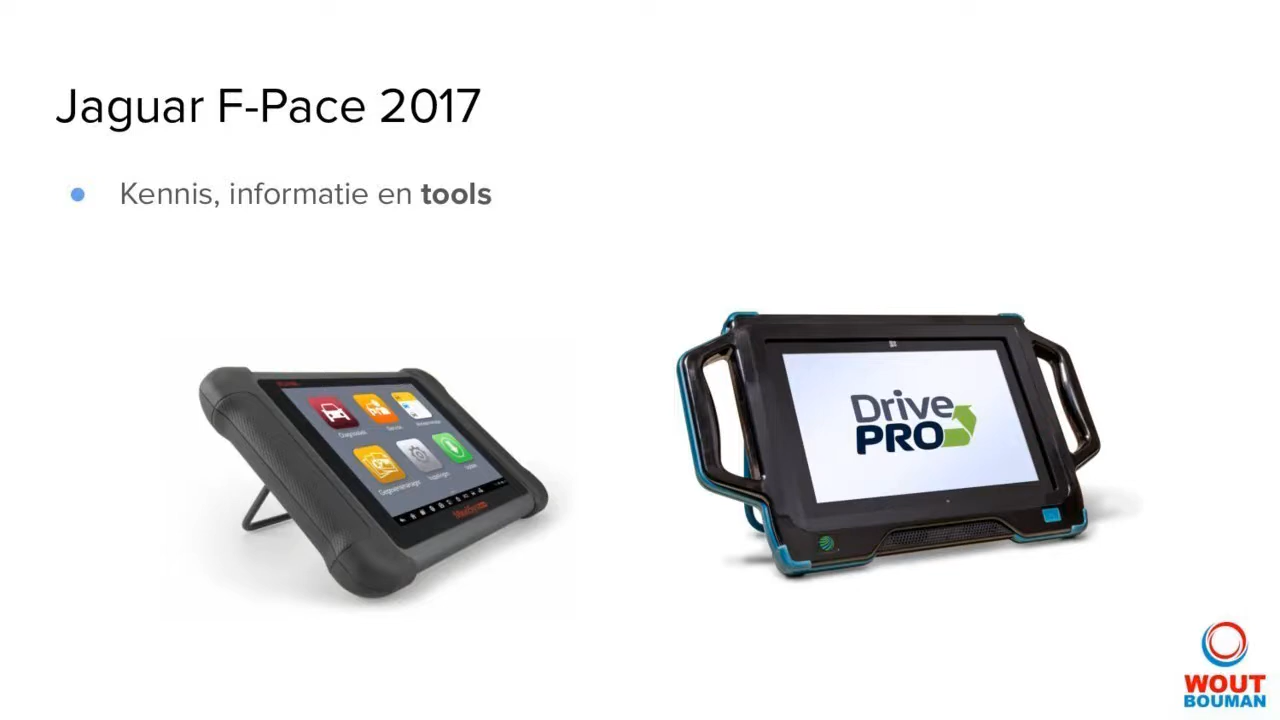 Jaguar F-Pace 2017
Kennis, informatie en tools
Drive
PRO
WOUT
BOUMAN